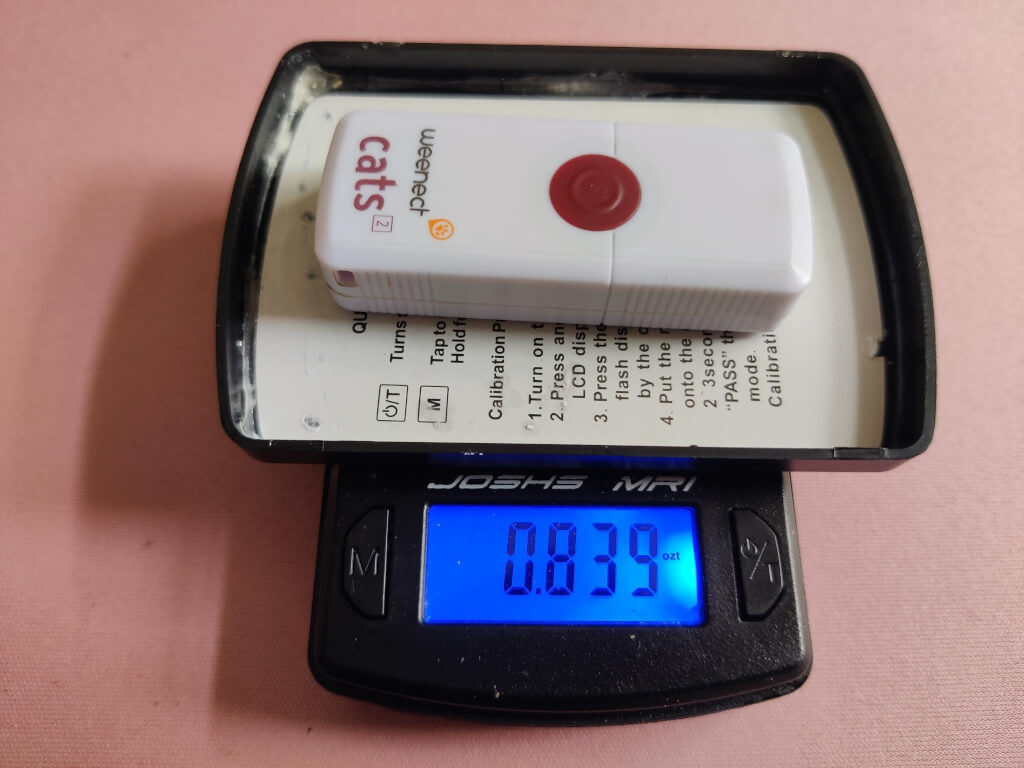 weenect
cats 2
QU
Turns
M
Tap to
Hold f
Calibration P
1. Turn on t
2. Press an
LCD disp
3. Press the
flash dis
by the c
4. Put the
onto the
2 3secon
"PASS" th
mode.
Calibrati
JOSHS MRI
M
0.839 ozt